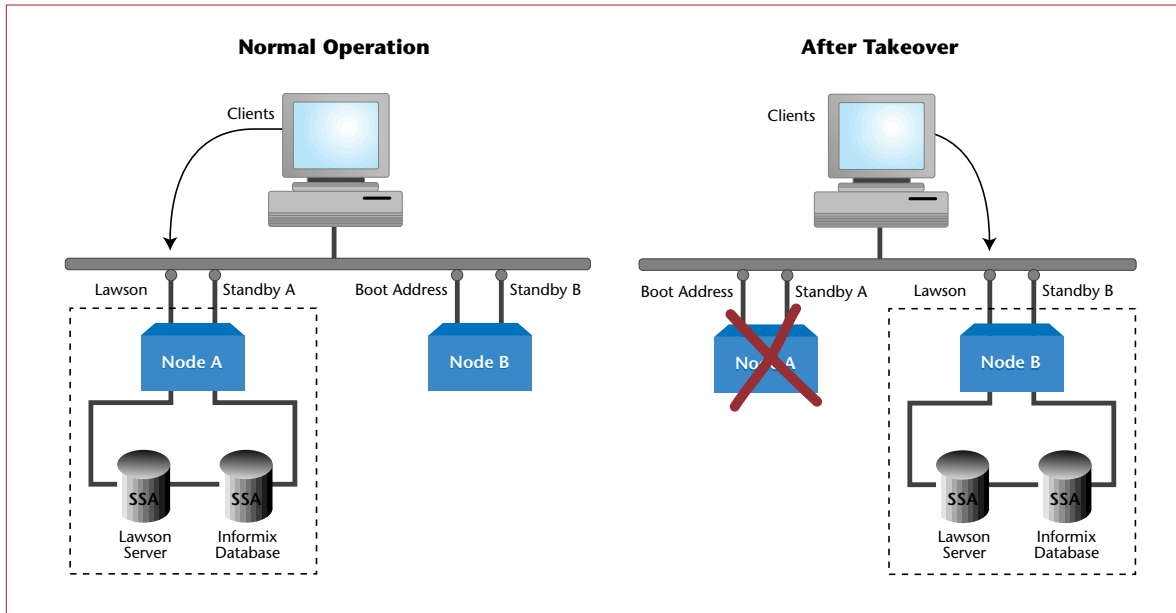 Normal Operation
Clients
Lawson
Standby A
Boot Address
Standby B
Node A
Node B
SSA
SSA
Lawson
Server
Informix
Database
After Takeover
Clients
Boot Address
Standby A
Lawson
Standby B
Node A
Node B
SSA
SSA
Lawson
Server
Informix
Database